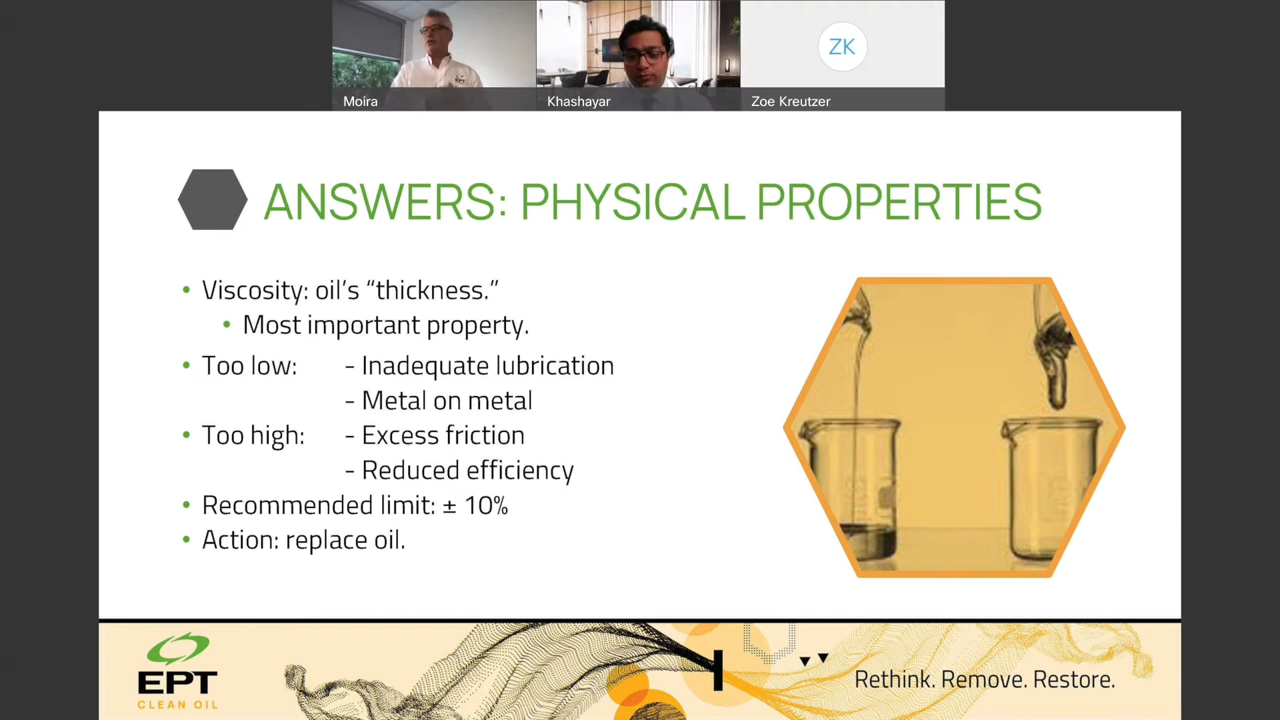 ZK
Moira
Khashayar
Zoe Kreutzer
ANSWERS: PHYSICAL PROPERTIES
• Viscosity: oil's “thickness.”
• Most important property.
• Too low: - Inadequate lubrication
- Metal on metal
• Too high: - Excess friction
- Reduced efficiency
• Recommended limit: ± 10%
• Action: replace oil.
EPT
CLEAN OIL
Rethink. Remove. Restore.